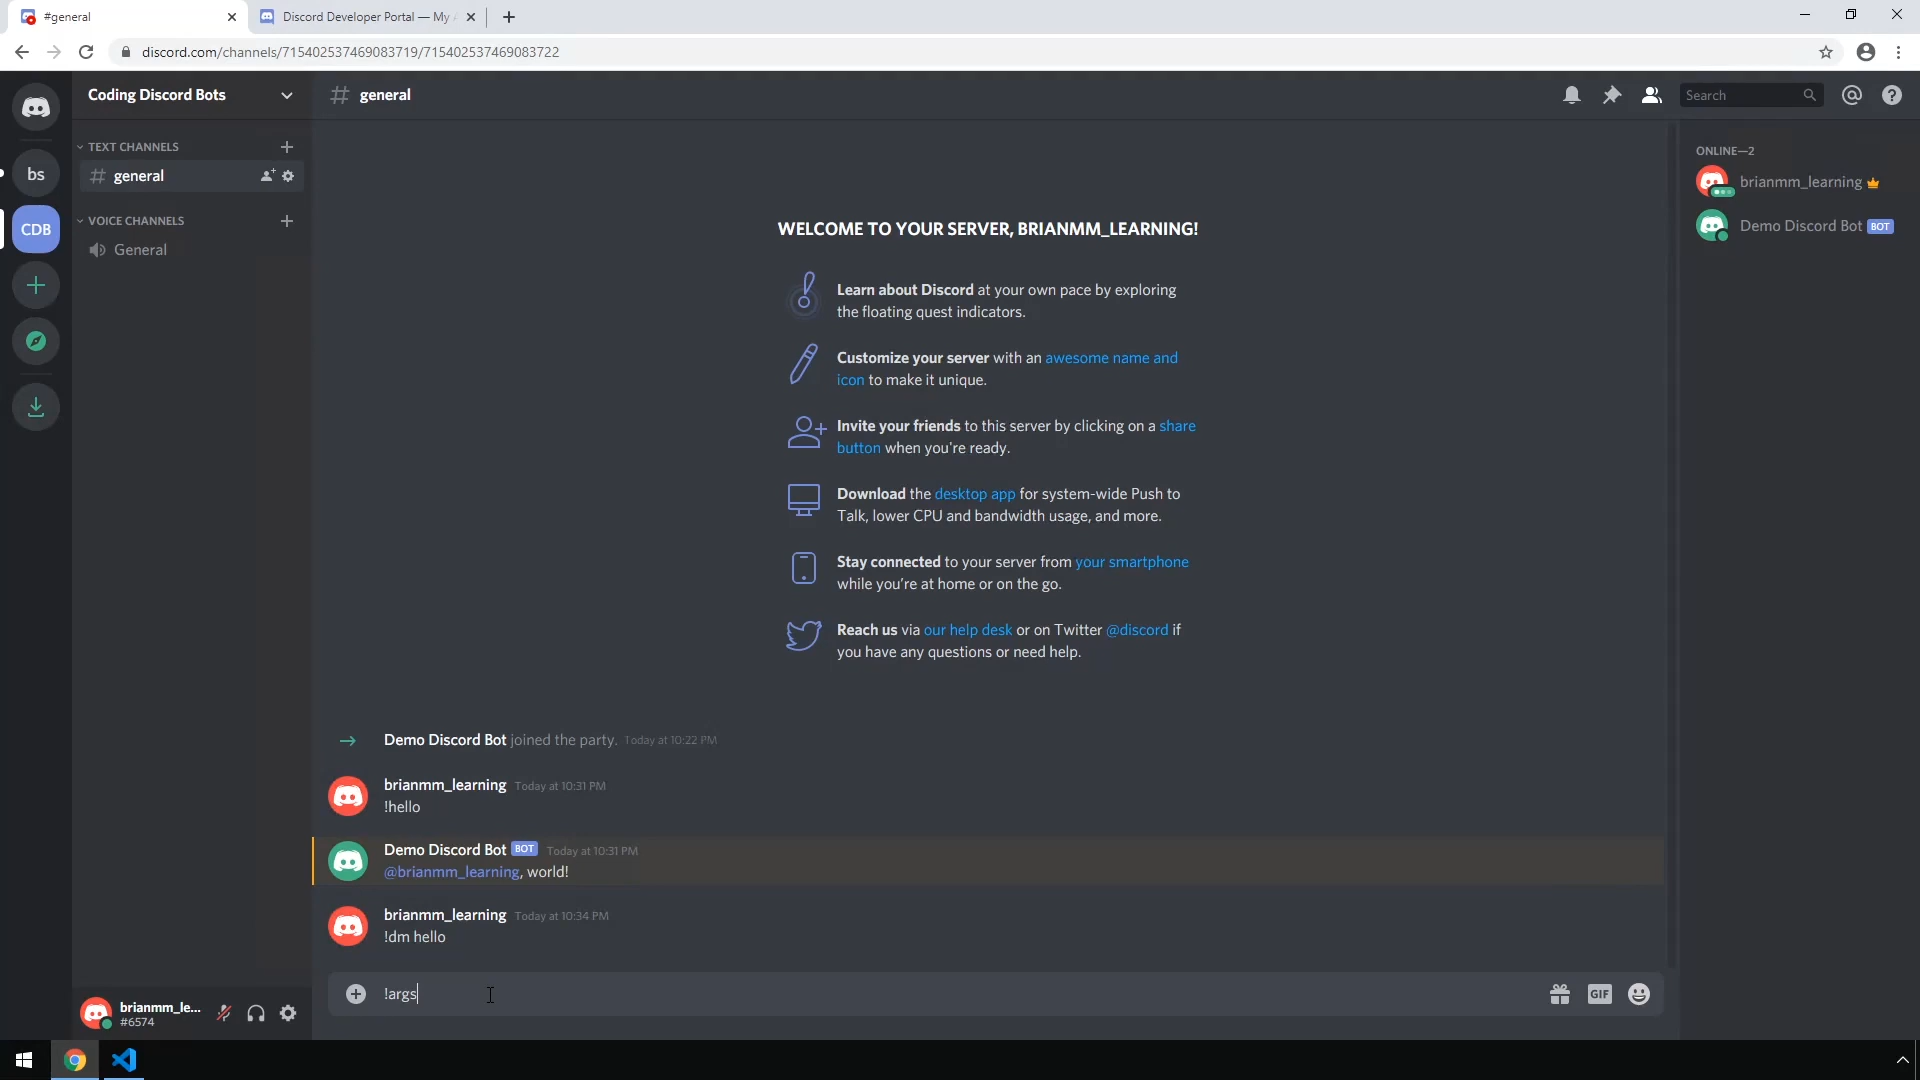 #general
Discord Developer Portal — My
discord.com/channels/715402537469083719/715402537469083722
Coding Discord Bots
general
Search
TEXT CHANNELS
general
bs
CDB
VOICE CHANNELS
General
ONLINE—2
brianmm_learning
Demo Discord Bot BOT
WELCOME TO YOUR SERVER, BRIANMM_LEARNING!
Learn about Discord at your own pace by exploring
the floating quest indicators.
Customize your server with an awesome name and
icon to make it unique.
Invite your friends to this server by clicking on a share
button when you're ready.
Download the desktop app for system-wide Push to
Talk, lower CPU and bandwidth usage, and more.
Stay connected to your server from your smartphone
while you're at home or on the go.
Reach us via our help desk or on Twitter @discord if
you have any questions or need help.
Demo Discord Bot joined the party. Today at 10:22 PM
brianmm_learning Today at 10:31 PM
!hello
Demo Discord Bot BOT Today at 10:31 PM
@brianmm_learning, world!
brianmm_learning Today at 10:34 PM
!dm hello
!args
GIF
brianmm_le...
#6574